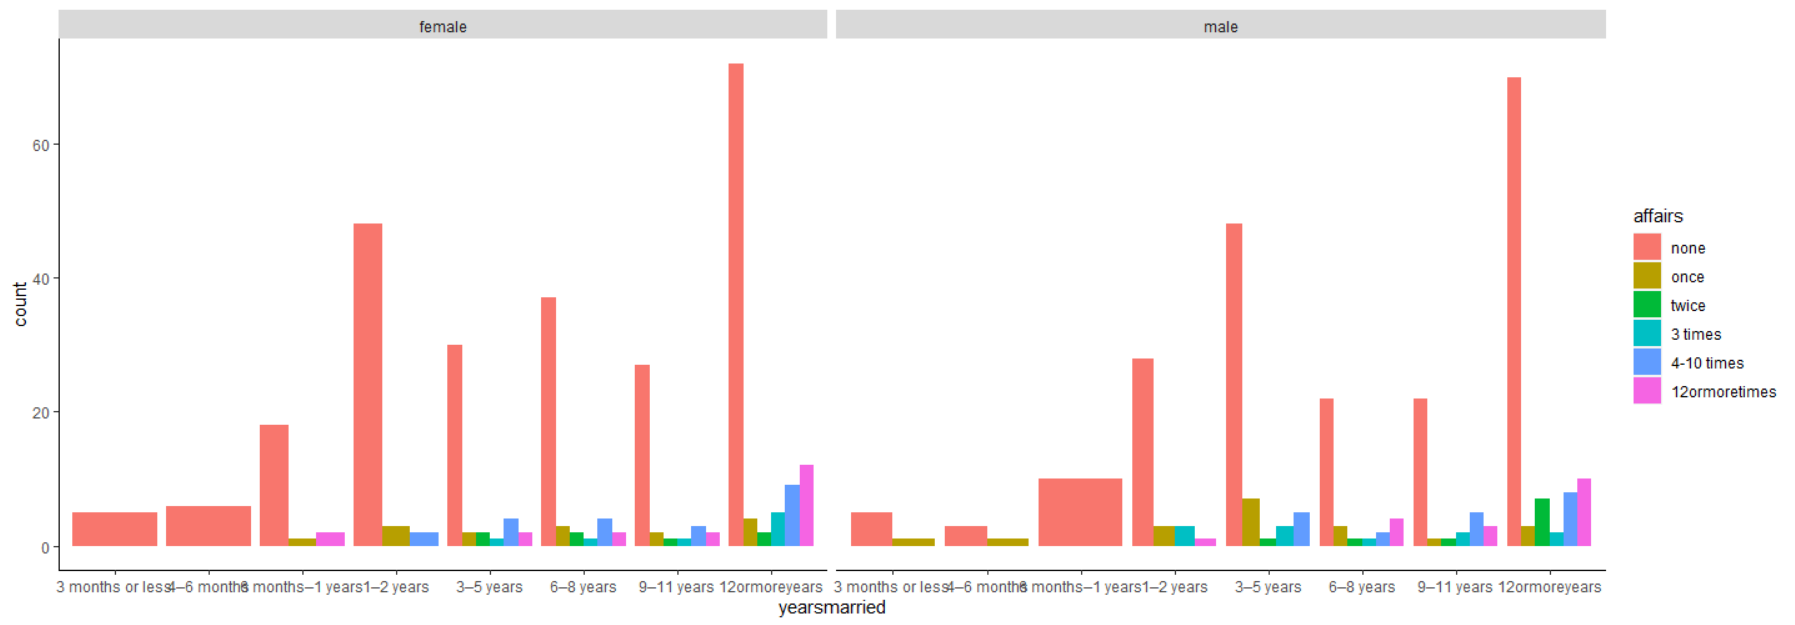 female
male
60
40
20
0
count
3 months or less
4–6 months
6 months–1 years
1–2 years
3–5 years
6–8 years
9–11 years
12ormoreyears
3 months or less
4–6 months
6 months–1 years
1–2 years
3–5 years
6–8 years
9–11 years
12ormoreyears
yearsmarried
affairs
none
once
twice
3 times
4-10 times
12ormoretimes